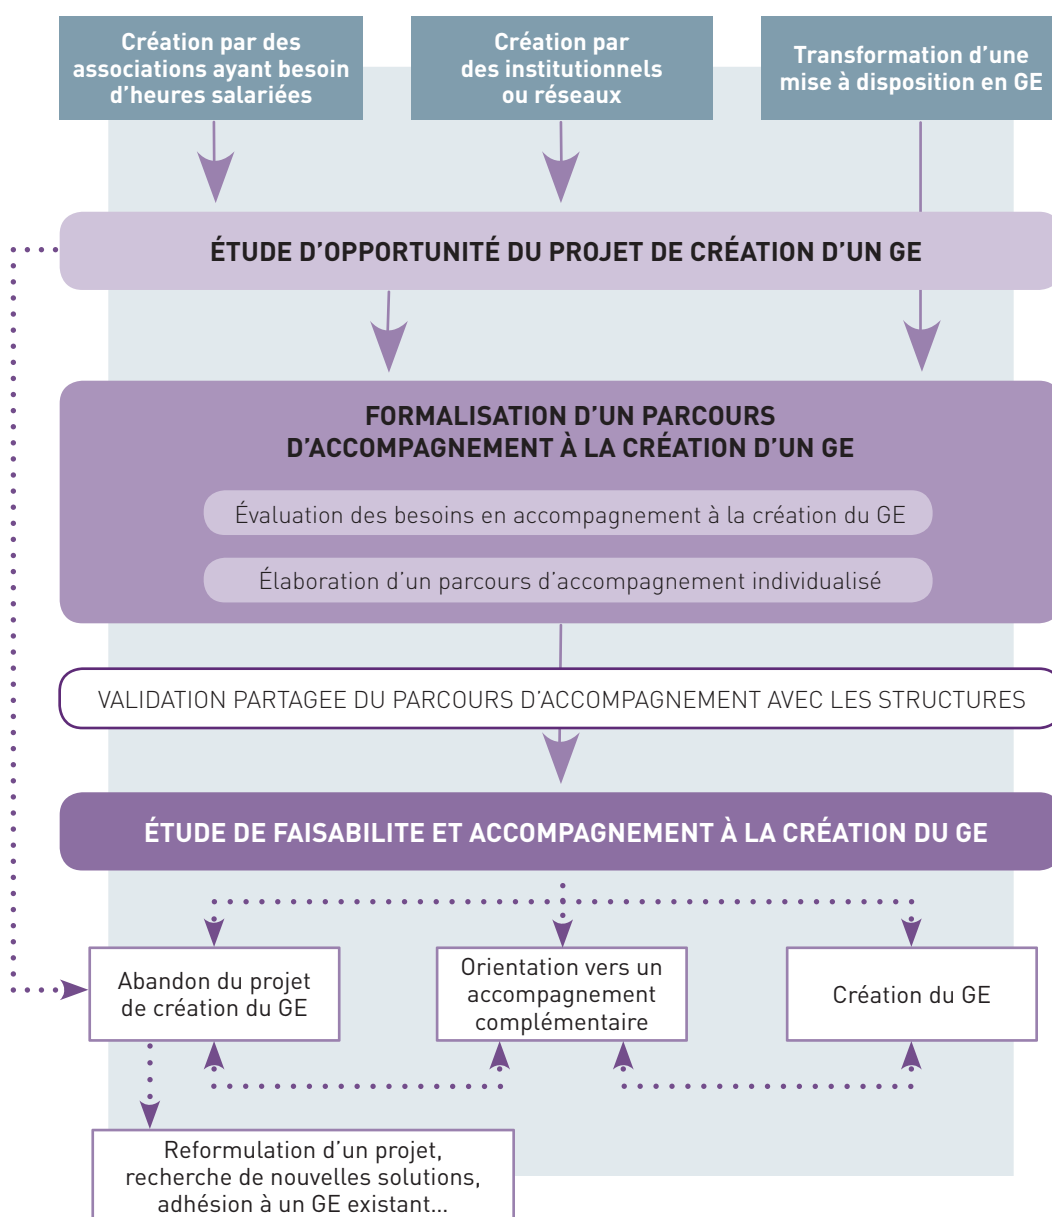 Création par des
associations ayant besoin
d'heures salariées
Création par
des institutionnels
ou réseaux
Transformation d'une
mise à disposition en GE
ÉTUDE D'OPPORTUNITÉ DU PROJET DE CRÉATION D'UN GE
FORMALISATION D'UN PARCOURS
D'ACCOMPAGNEMENT À LA CRÉATION D'UN GE
Évaluation des besoins en accompagnement à la création du GE
Élaboration d'un parcours d'accompagnement individualisé
VALIDATION PARTAGEE DU PARCOURS D'ACCOMPAGNEMENT AVEC LES STRUCTURES
ÉTUDE DE FAISABILITE ET ACCOMPAGNEMENT À LA CRÉATION DU GE
Abandon du projet
de création du GE
Orientation vers un
accompagnement
complémentaire
Création du GE
Reformulation d'un projet,
recherche de nouvelles solutions,
adhésion à un GE existant...